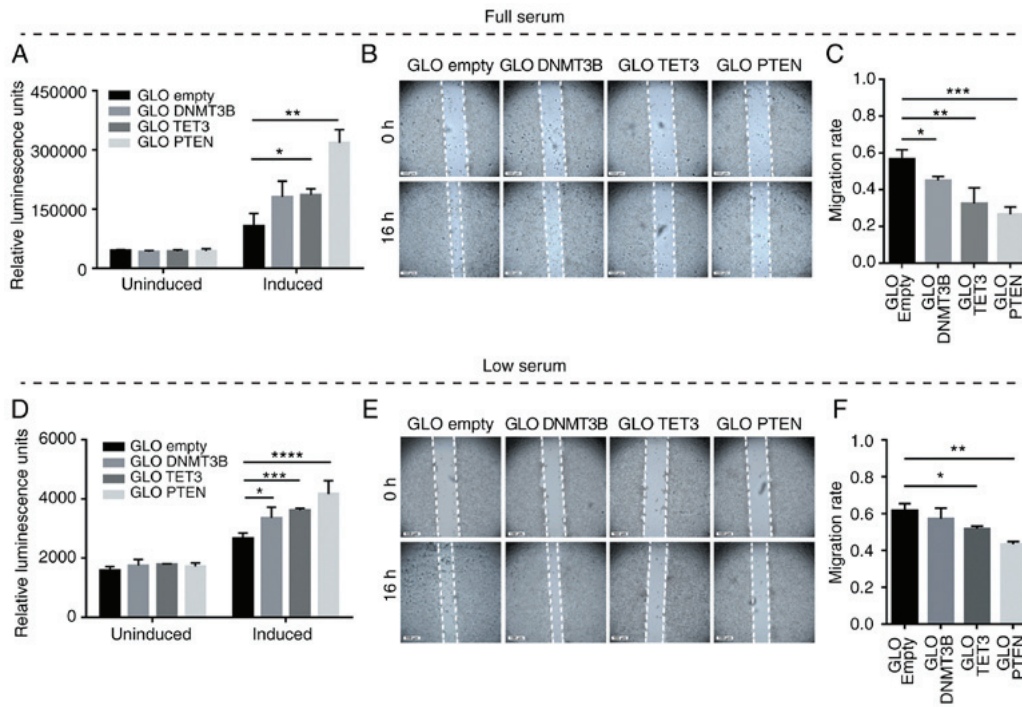 Full serum
A
GLO empty
GLO DNMT3B
GLO TET3
GLO PTEN
Relative luminescence units
450000
300000
150000
0
**
*
Uninduced
Induced
B
GLO empty GLO DNMT3B GLO TET3 GLO PTEN
0 h
16 h
C
Migration rate
1.0
0.8
0.6
0.4
0.2
0.0
***
**
*
GLO Empty
GLO DNMT3B
GLO TET3
GLO PTEN
Low serum
D
GLO empty
GLO DNMT3B
GLO TET3
GLO PTEN
Relative luminescence units
6000
4000
2000
0
****
***
*
Uninduced
Induced
E
GLO empty GLO DNMT3B GLO TET3 GLO PTEN
0 h
16 h
F
Migration rate
1.0
0.8
0.6
0.4
0.2
0.0
**
*
GLO Empty
GLO DNMT3B
GLO TET3
GLO PTEN